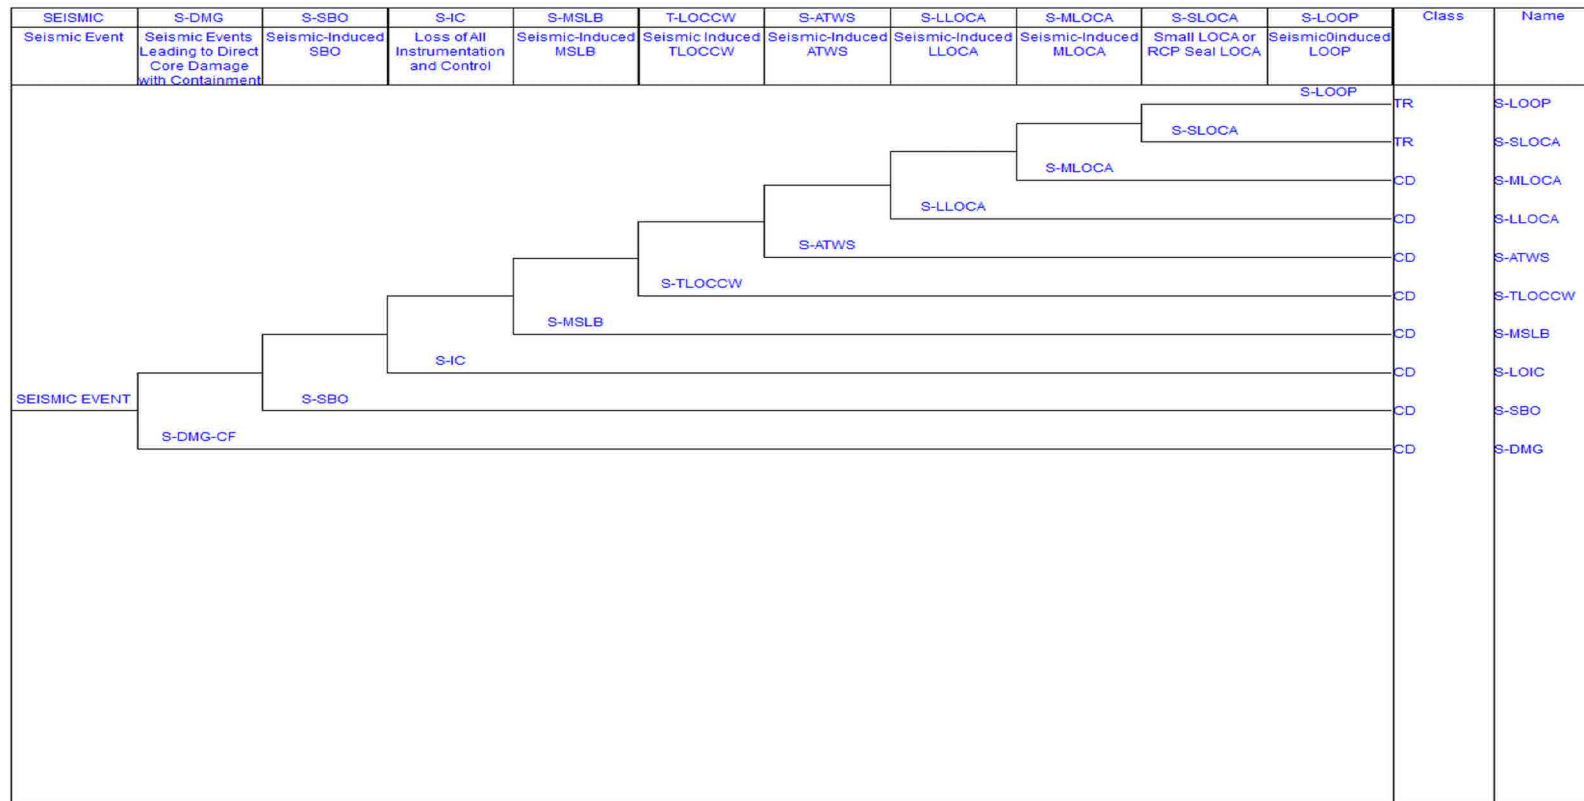 SEISMIC S-DMG S-SBO S-IC S-MSLB T-LOCCW S-ATWS S-LLOCA S-MLOCA S-SLOCA S-LOOP Class Name
Seismic Event
Seismic Events
Leading to Direct
Core Damage
with Containment
Seismic-Induced
SBO
Loss of All
Instrumentation
and Control
Seismic-Induced
MSLB
Seismic Induced
TLOCCW
Seismic-Induced
ATWS
Seismic-Induced
LLOCA
Seismic-Induced
MLOCA
Small LOCA or
RCP Seal LOCA
Seismic0induced
LOOP
S-LOOP
TR S-LOOP
S-SLOCA
TR S-SLOCA
S-MLOCA
CD S-MLOCA
S-LLOCA
CD S-LLOCA
S-ATWS
CD S-ATWS
S-TLOCCW
CD S-TLOCCW
S-MSLB
CD S-MSLB
S-IC
CD S-LOIC
SEISMIC EVENT S-SBO
CD S-SBO
S-DMG-CF
CD S-DMG